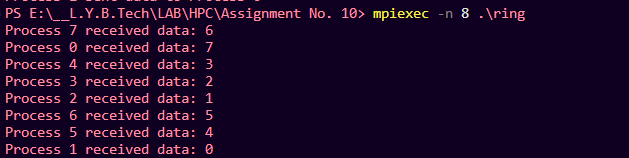 PS E:\__L.Y.B.Tech\LAB\HPC\Assignment No. 10> mpiexec -n 8 .\ring
Process 7 received data: 6
Process 0 received data: 7
Process 4 received data: 3
Process 3 received data: 2
Process 2 received data: 1
Process 6 received data: 5
Process 5 received data: 4
Process 1 received data: 0